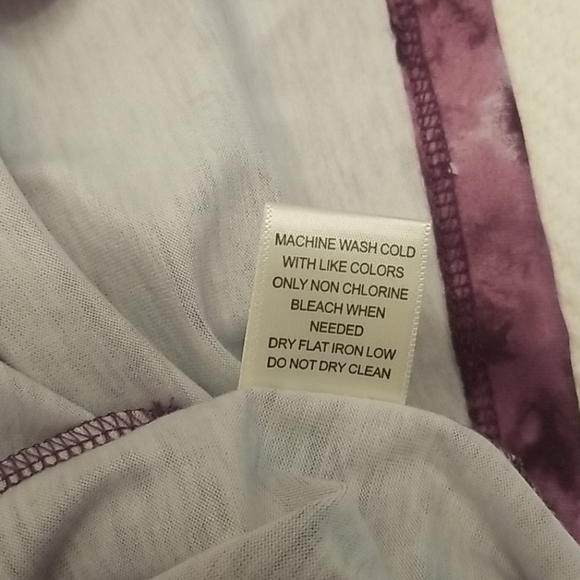 MACHINE WASH COLD
WITH LIKE COLORS
ONLY NON CHLORINE
BLEACH WHEN
NEEDED
DRY FLAT IRON LOW
DO NOT DRY CLEAN